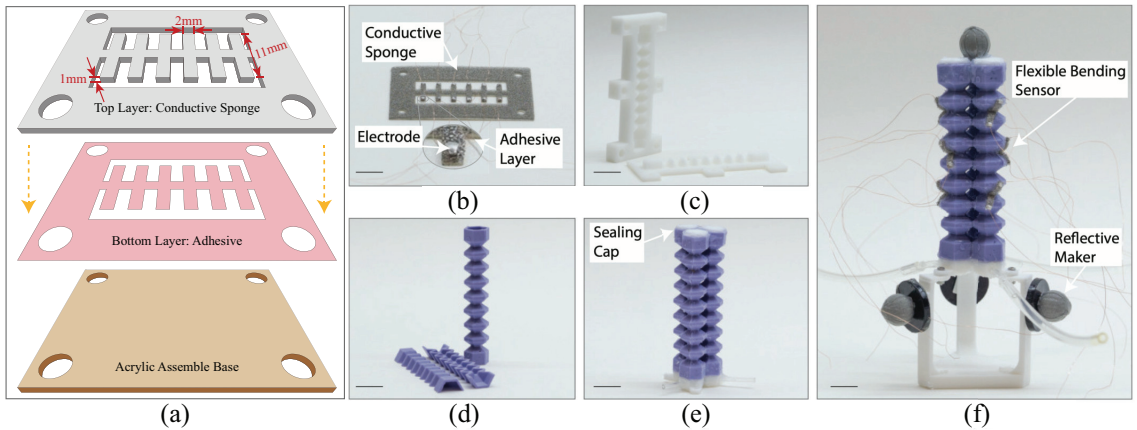 2mm
11mm
1mm
Top Layer: Conductive Sponge
Bottom Layer: Adhesive
Acrylic Assemble Base
(a)
Conductive
Sponge
Electrode
Adhesive
Layer
(b)
(c)
(d)
Sealing
Cap
(e)
Flexible Bending
Sensor
Reflective
Maker
(f)